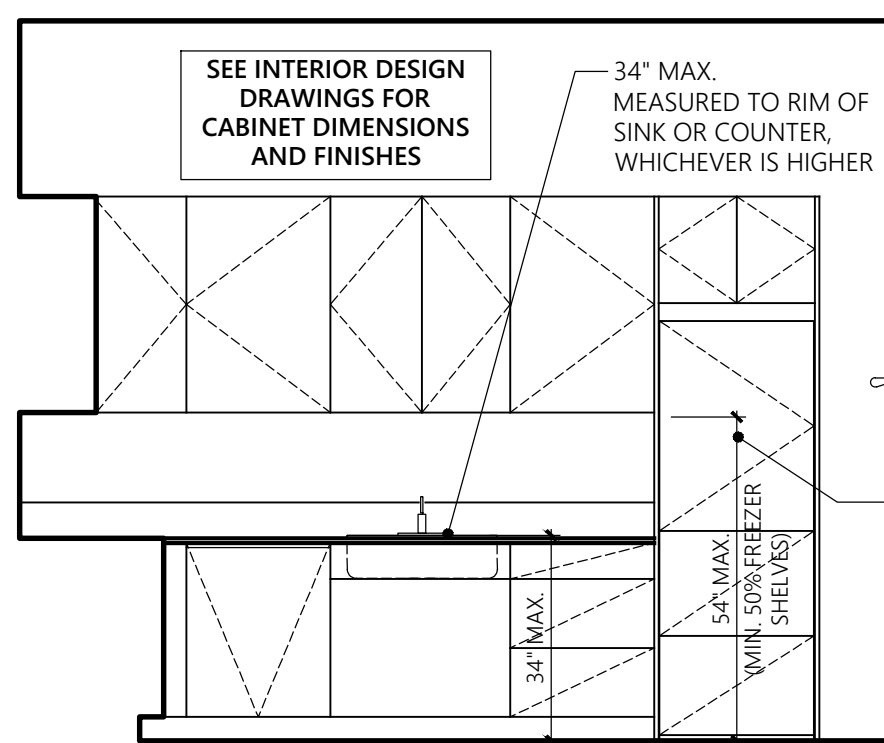 SEE INTERIOR DESIGN
DRAWINGS FOR
CABINET DIMENSIONS
AND FINISHES
34" MAX.
MEASURED TO RIM OF
SINK OR COUNTER,
WHICHEVER IS HIGHER
34" MAX.
54" MAX.
(MIN. 50% FREEZER
SHELVES)